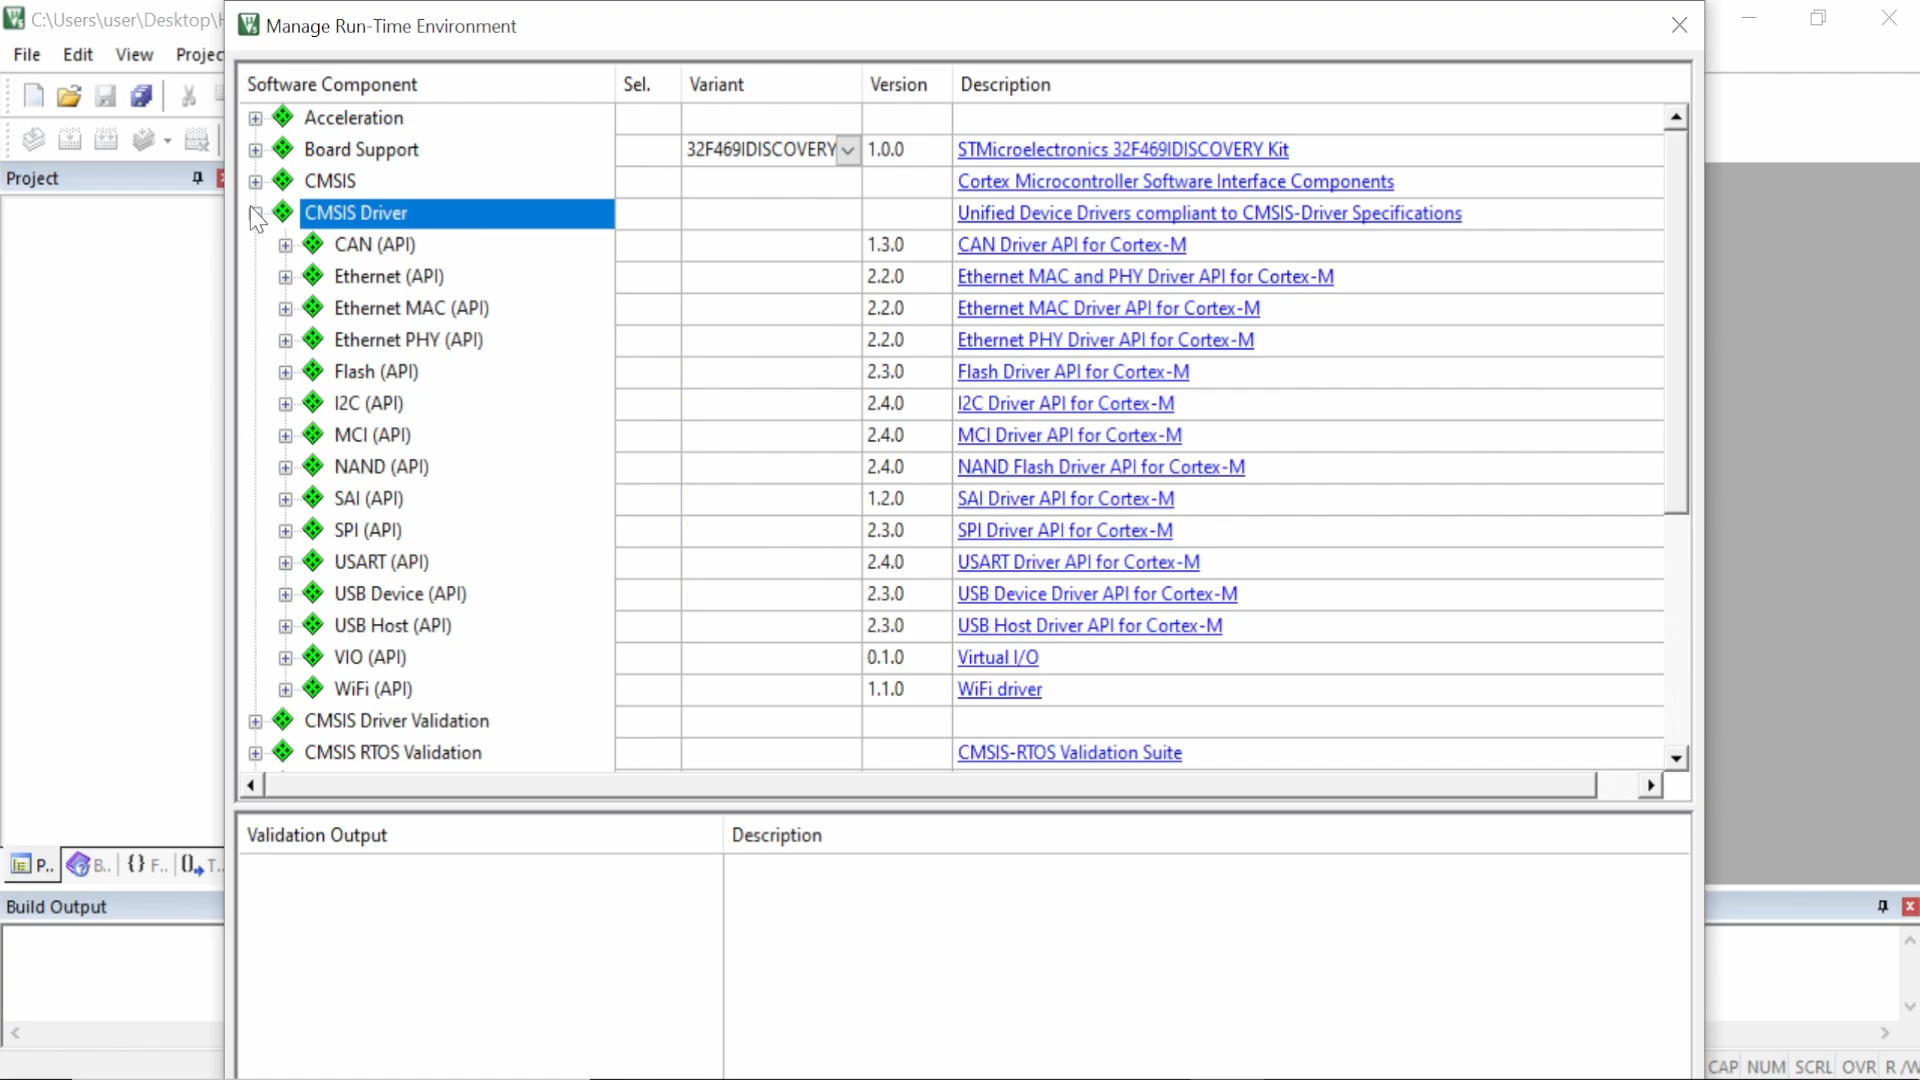 C:\Users\user\Desktop\
Manage Run-Time Environment
File Edit View Projec
Software Component Sel. Variant Version Description
Acceleration
Board Support 32F469IDISCOVERY 1.0.0 STMicroelectronics 32F469IDISCOVERY Kit
Project
CMSIS Cortex Microcontroller Software Interface Components
CMSIS Driver Unified Device Drivers compliant to CMSIS-Driver Specifications
CAN (API) 1.3.0 CAN Driver API for Cortex-M
Ethernet (API) 2.2.0 Ethernet MAC and PHY Driver API for Cortex-M
Ethernet MAC (API) 2.2.0 Ethernet MAC Driver API for Cortex-M
Ethernet PHY (API) 2.2.0 Ethernet PHY Driver API for Cortex-M
Flash (API) 2.3.0 Flash Driver API for Cortex-M
I2C (API) 2.4.0 I2C Driver API for Cortex-M
MCI (API) 2.4.0 MCI Driver API for Cortex-M
NAND (API) 2.4.0 NAND Flash Driver API for Cortex-M
SAI (API) 1.2.0 SAI Driver API for Cortex-M
SPI (API) 2.3.0 SPI Driver API for Cortex-M
USART (API) 2.4.0 USART Driver API for Cortex-M
USB Device (API) 2.3.0 USB Device Driver API for Cortex-M
USB Host (API) 2.3.0 USB Host Driver API for Cortex-M
VIO (API) 0.1.0 Virtual I/O
WiFi (API) 1.1.0 WiFi driver
CMSIS Driver Validation
CMSIS RTOS Validation CMSIS-RTOS Validation Suite
Validation Output Description
P.. B.. {} F.. T..
Build Output
CAP NUM SCRL OVR R/W